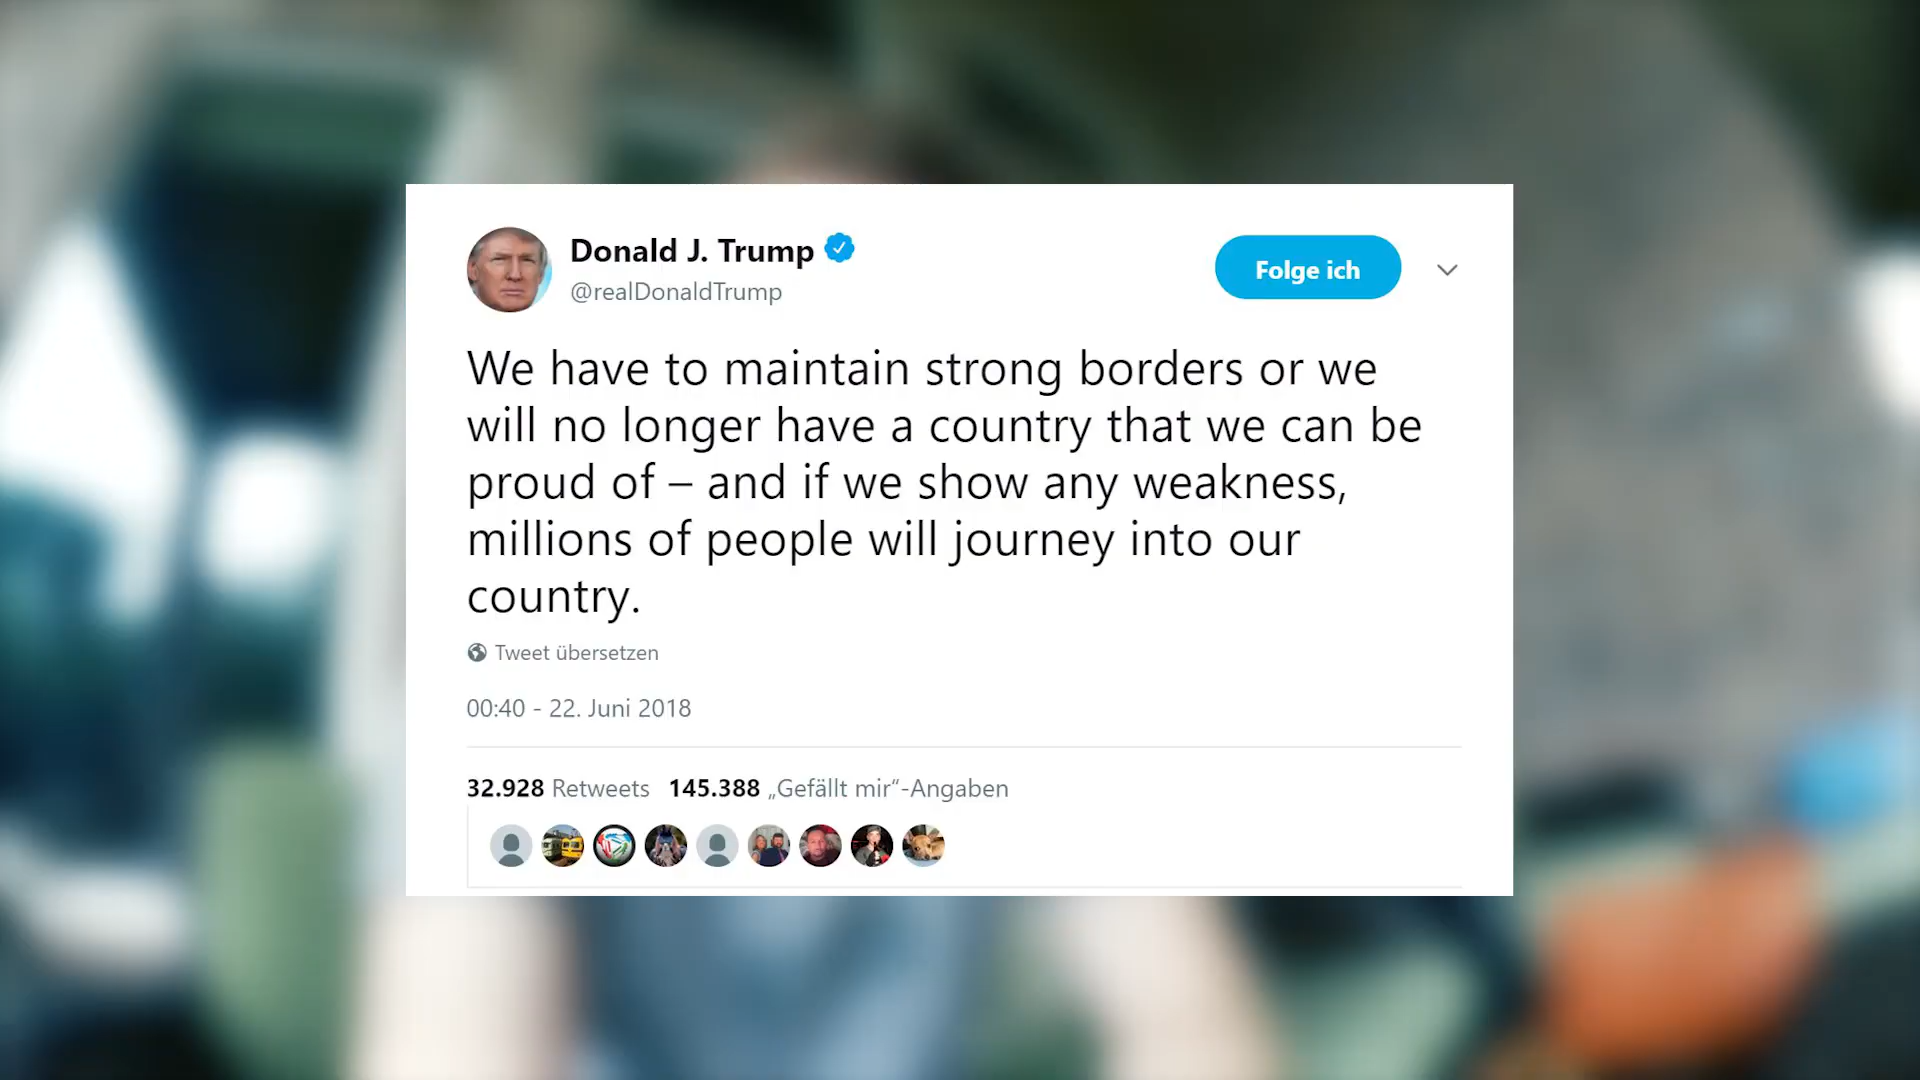 Donald J. Trump
@realDonaldTrump
Folge ich
We have to maintain strong borders or we
will no longer have a country that we can be
proud of – and if we show any weakness,
millions of people will journey into our
country.
Tweet übersetzen
00:40 - 22. Juni 2018
32.928 Retweets 145.388 „Gefällt mir“-Angaben